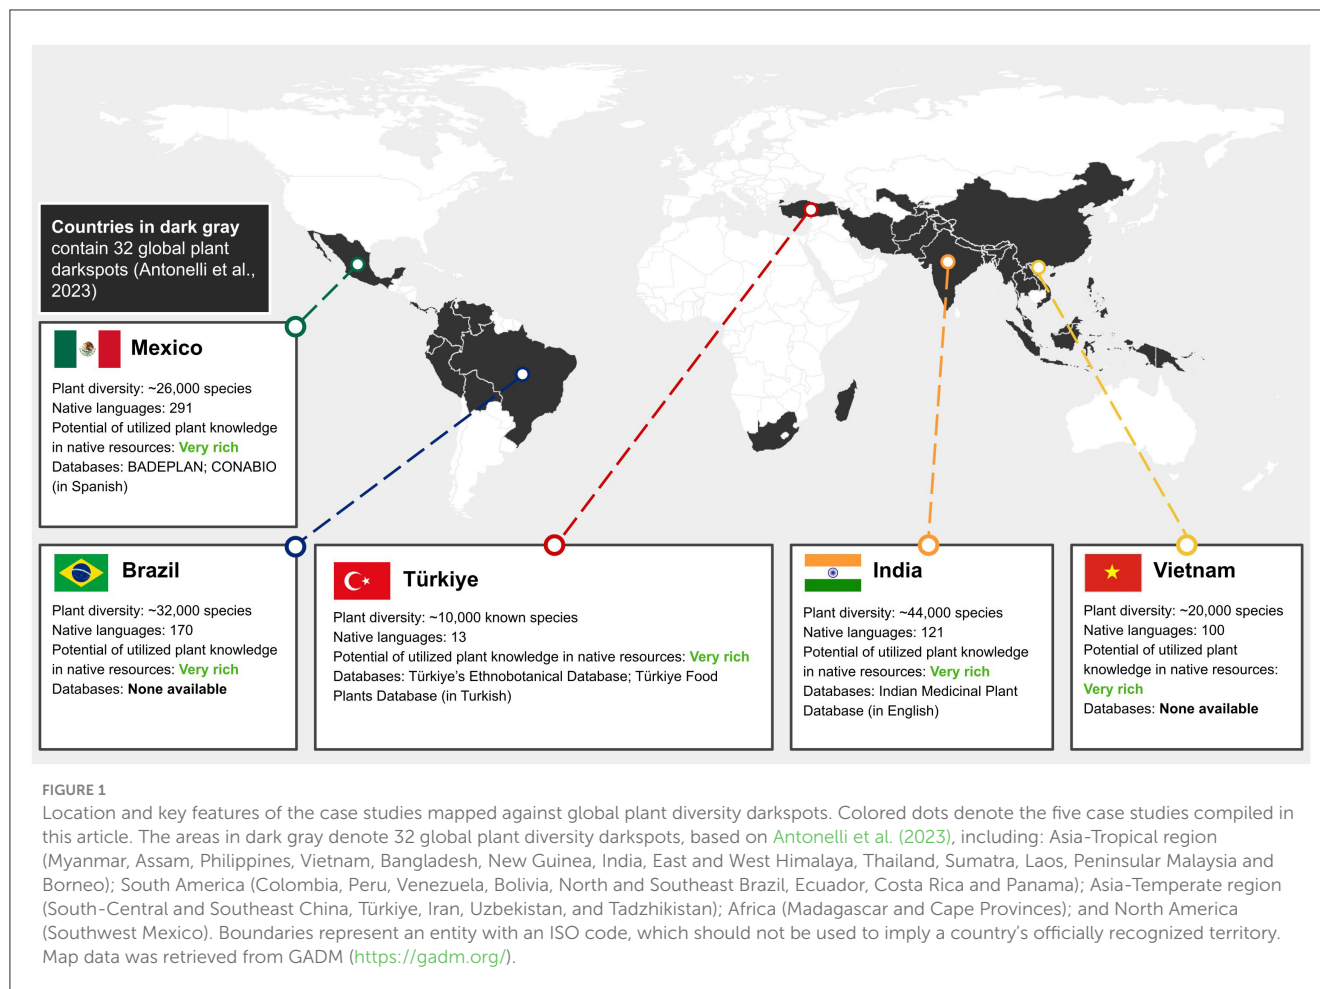 Countries in dark gray
contain 32 global plant
darkspots (Antonelli et al.,
2023)
Mexico
Plant diversity: ~26,000 species
Native languages: 291
Potential of utilized plant knowledge
in native resources: Very rich
Databases: BADEPLAN; CONABIO
(in Spanish)
Brazil
Plant diversity: ~32,000 species
Native languages: 170
Potential of utilized plant knowledge
in native resources: Very rich
Databases: None available
Türkiye
Plant diversity: ~10,000 known species
Native languages: 13
Potential of utilized plant knowledge in native resources: Very rich
Databases: Türkiye's Ethnobotanical Database; Türkiye Food
Plants Database (in Turkish)
India
Plant diversity: ~44,000 species
Native languages: 121
Potential of utilized plant knowledge
in native resources: Very rich
Databases: Indian Medicinal Plant
Database (in English)
Vietnam
Plant diversity: ~20,000 species
Native languages: 100
Potential of utilized plant
knowledge in native resources:
Very rich
Databases: None available
FIGURE 1
Location and key features of the case studies mapped against global plant diversity darkspots. Colored dots denote the five case studies compiled in
this article. The areas in dark gray denote 32 global plant diversity darkspots, based on Antonelli et al. (2023), including: Asia-Tropical region
(Myanmar, Assam, Philippines, Vietnam, Bangladesh, New Guinea, India, East and West Himalaya, Thailand, Sumatra, Laos, Peninsular Malaysia and
Borneo); South America (Colombia, Peru, Venezuela, Bolivia, North and Southeast Brazil, Ecuador, Costa Rica and Panama); Asia-Temperate region
(South-Central and Southeast China, Türkiye, Iran, Uzbekistan, and Tadzhikistan); Africa (Madagascar and Cape Provinces); and North America
(Southwest Mexico). Boundaries represent an entity with an ISO code, which should not be used to imply a country's officially recognized territory.
Map data was retrieved from GADM (https://gadm.org/).